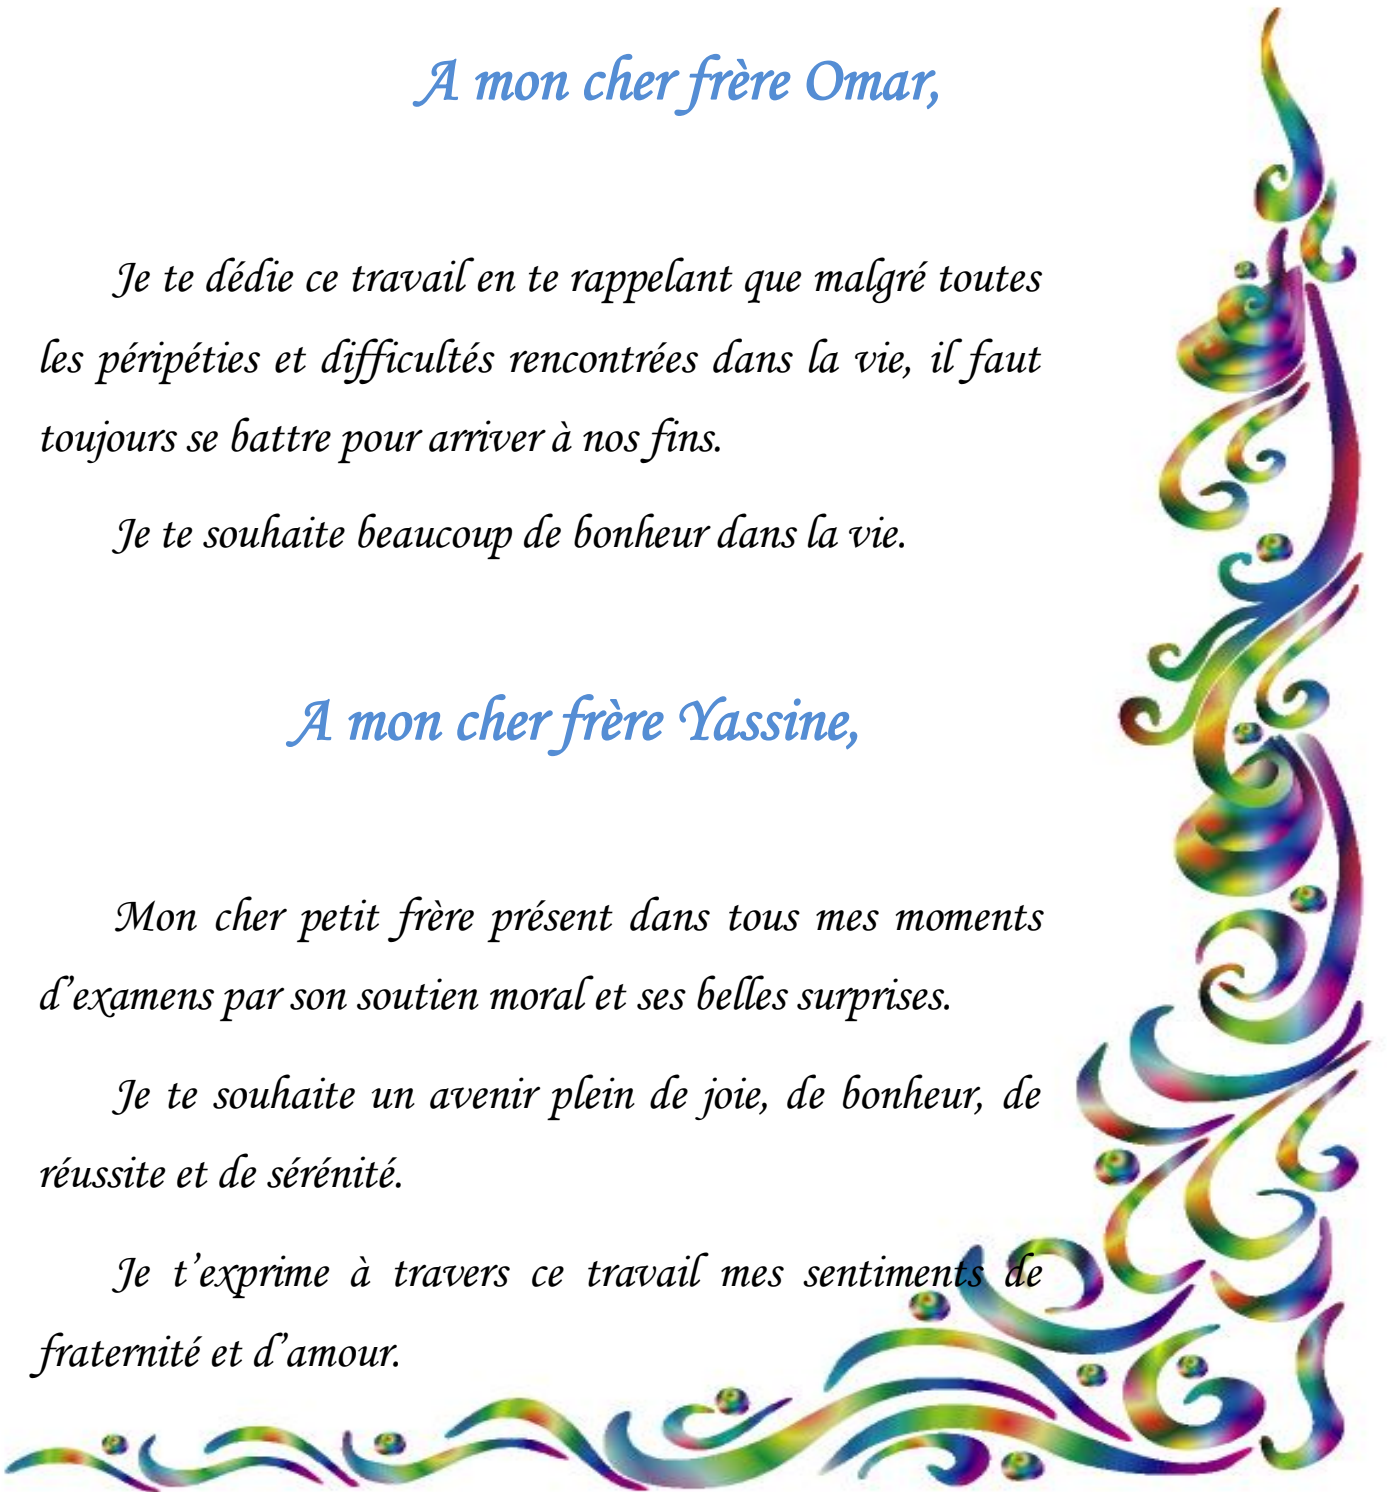 A mon cher frère Omar,
Je te dédie ce travail en te rappelant que malgré toutes
les péripéties et difficultés rencontrées dans la vie, il faut
toujours se battre pour arriver à nos fins.
Je te souhaite beaucoup de bonheur dans la vie.
A mon cher frère Yassine,
Mon cher petit frère présent dans tous mes moments
d’examens par son soutien moral et ses belles surprises.
Je te souhaite un avenir plein de joie, de bonheur, de
réussite et de sérénité.
Je t’exprime à travers ce travail mes sentiments de
fraternité et d’amour.